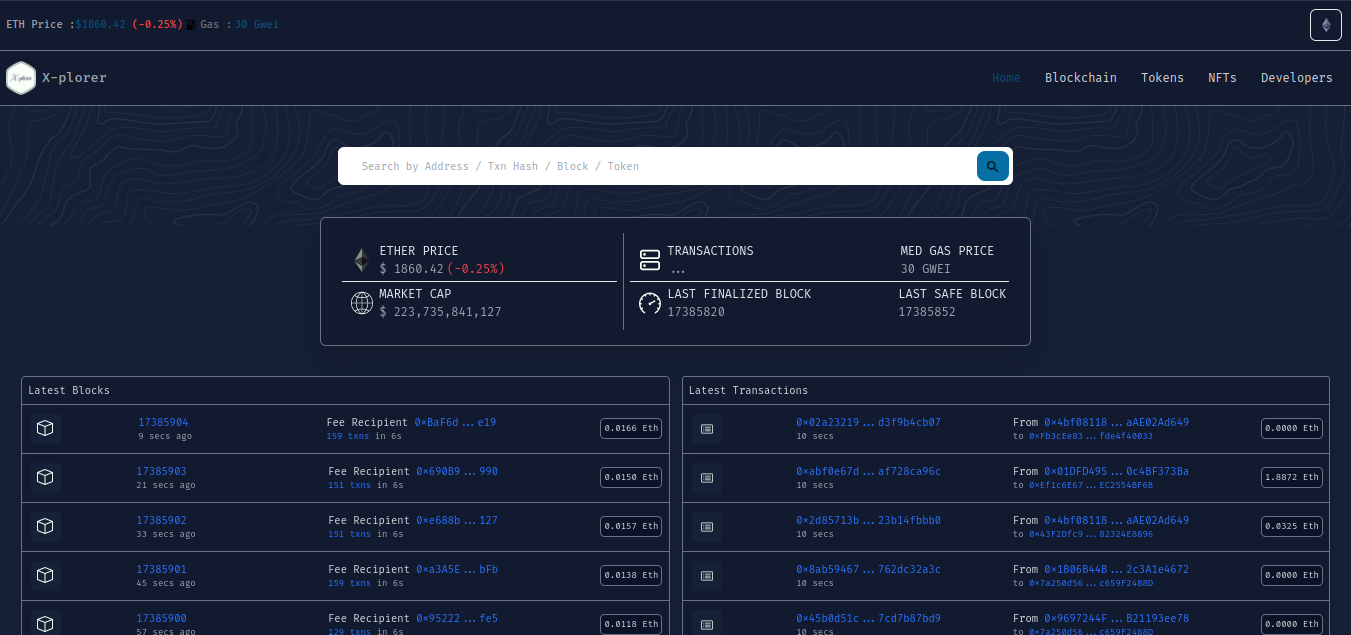 ETH Price :$1860.42 (-0.25%) Gas : 30 Gwei
X-plorer
Home Blockchain Tokens NFTs Developers
Search by Address / Txn Hash / Block / Token
ETHER PRICE
$ 1860.42(-0.25%)
MARKET CAP
$ 223,735,841,127
TRANSACTIONS
...
MED GAS PRICE
30 GWEI
LAST FINALIZED BLOCK
17385820
LAST SAFE BLOCK
17385852
Latest Blocks
17385904 Fee Recipient 0×BaF6d...e19 0.0166 Eth
9 secs ago 159 txns in 6s
17385903 Fee Recipient 0×690B9...990 0.0150 Eth
21 secs ago 151 txns in 6s
17385902 Fee Recipient 0×e688b...127 0.0157 Eth
33 secs ago 151 txns in 6s
17385901 Fee Recipient 0×a3A5E...bFb 0.0138 Eth
45 secs ago 159 txns in 6s
17385900 Fee Recipient 0×95222...fe5 0.0118 Eth
57 secs ago 129 txns in 6s
Latest Transactions
0×02a23219...d3f9b4cb07 From 0×4bf08118...aAE02Ad649 0.0000 Eth
10 secs to 0×Fb3cEe83...fde4f40033
0×abf0e67d...af728ca96c From 0×01DFD495...0c4BF373Ba 1.8872 Eth
10 secs to 0×Ef1c6E67...EC2554BF6B
0×2d85713b...23b14fbbb0 From 0×4bf08118...aAE02Ad649 0.0325 Eth
10 secs to 0×43F2Dfc9...82324E8896
0×8ab59467...762dc32a3c From 0×1B06B44B...2c3A1e4672 0.0000 Eth
10 secs to 0×7a250d56...c659F2488D
0×45b0d51c...7cd7b87bd9 From 0×9697244F...B21193ee78 0.0000 Eth
10 secs to 0×7a250d56...c659F2488D